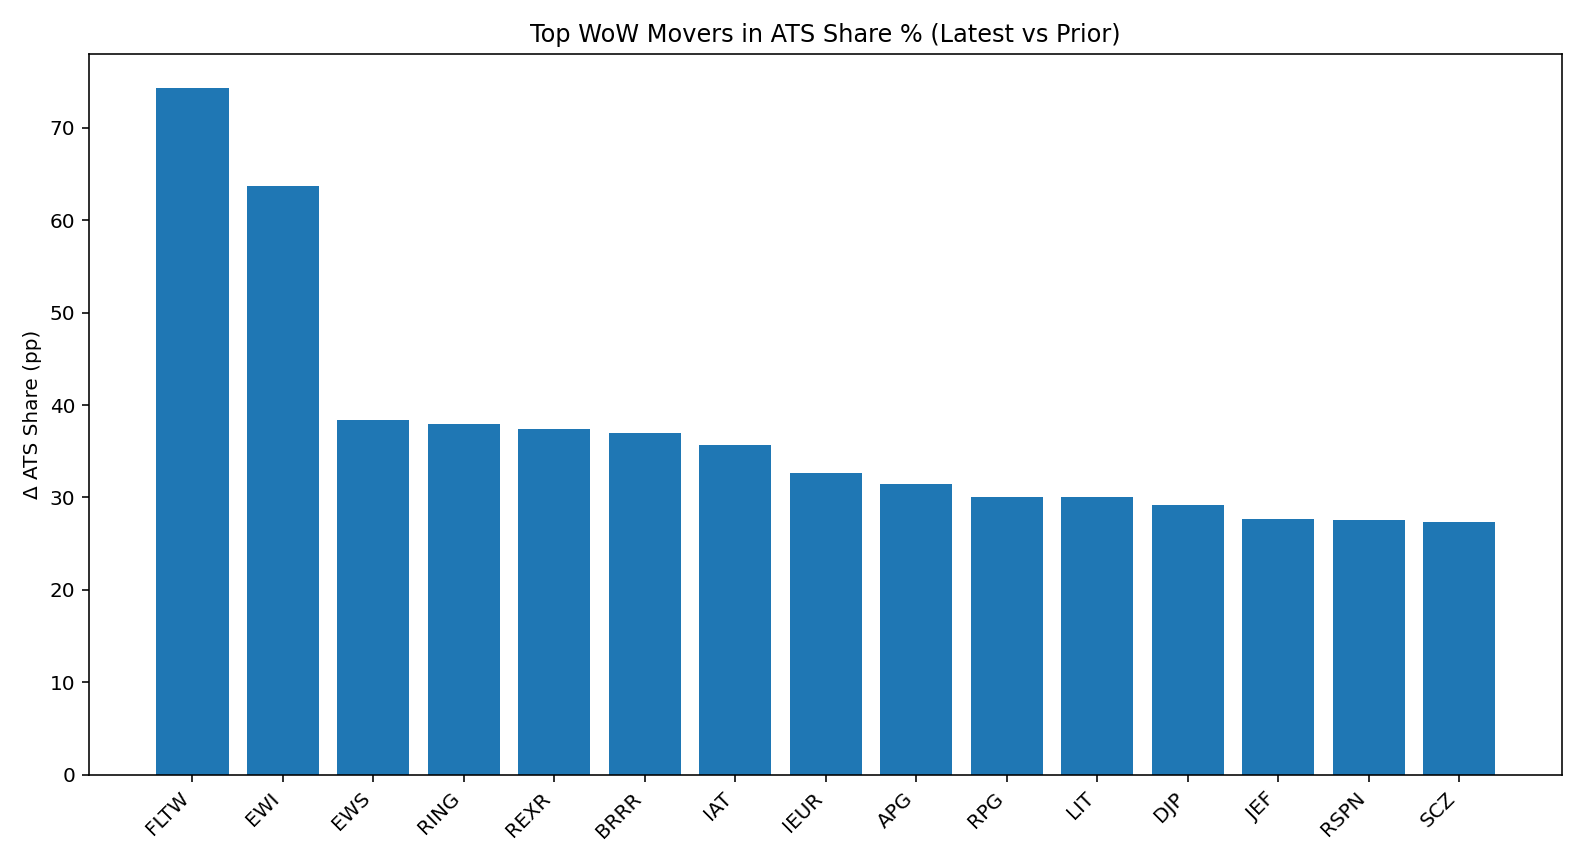 Top WoW Movers in ATS Share % (Latest vs Prior)
Δ ATS Share (pp)
70
60
50
40
30
20
10
0
FLTW
EWI
EWS
RING
REXR
BRRR
IAT
IEUR
APG
RPG
LIT
DJP
JEF
RSPN
SCZ